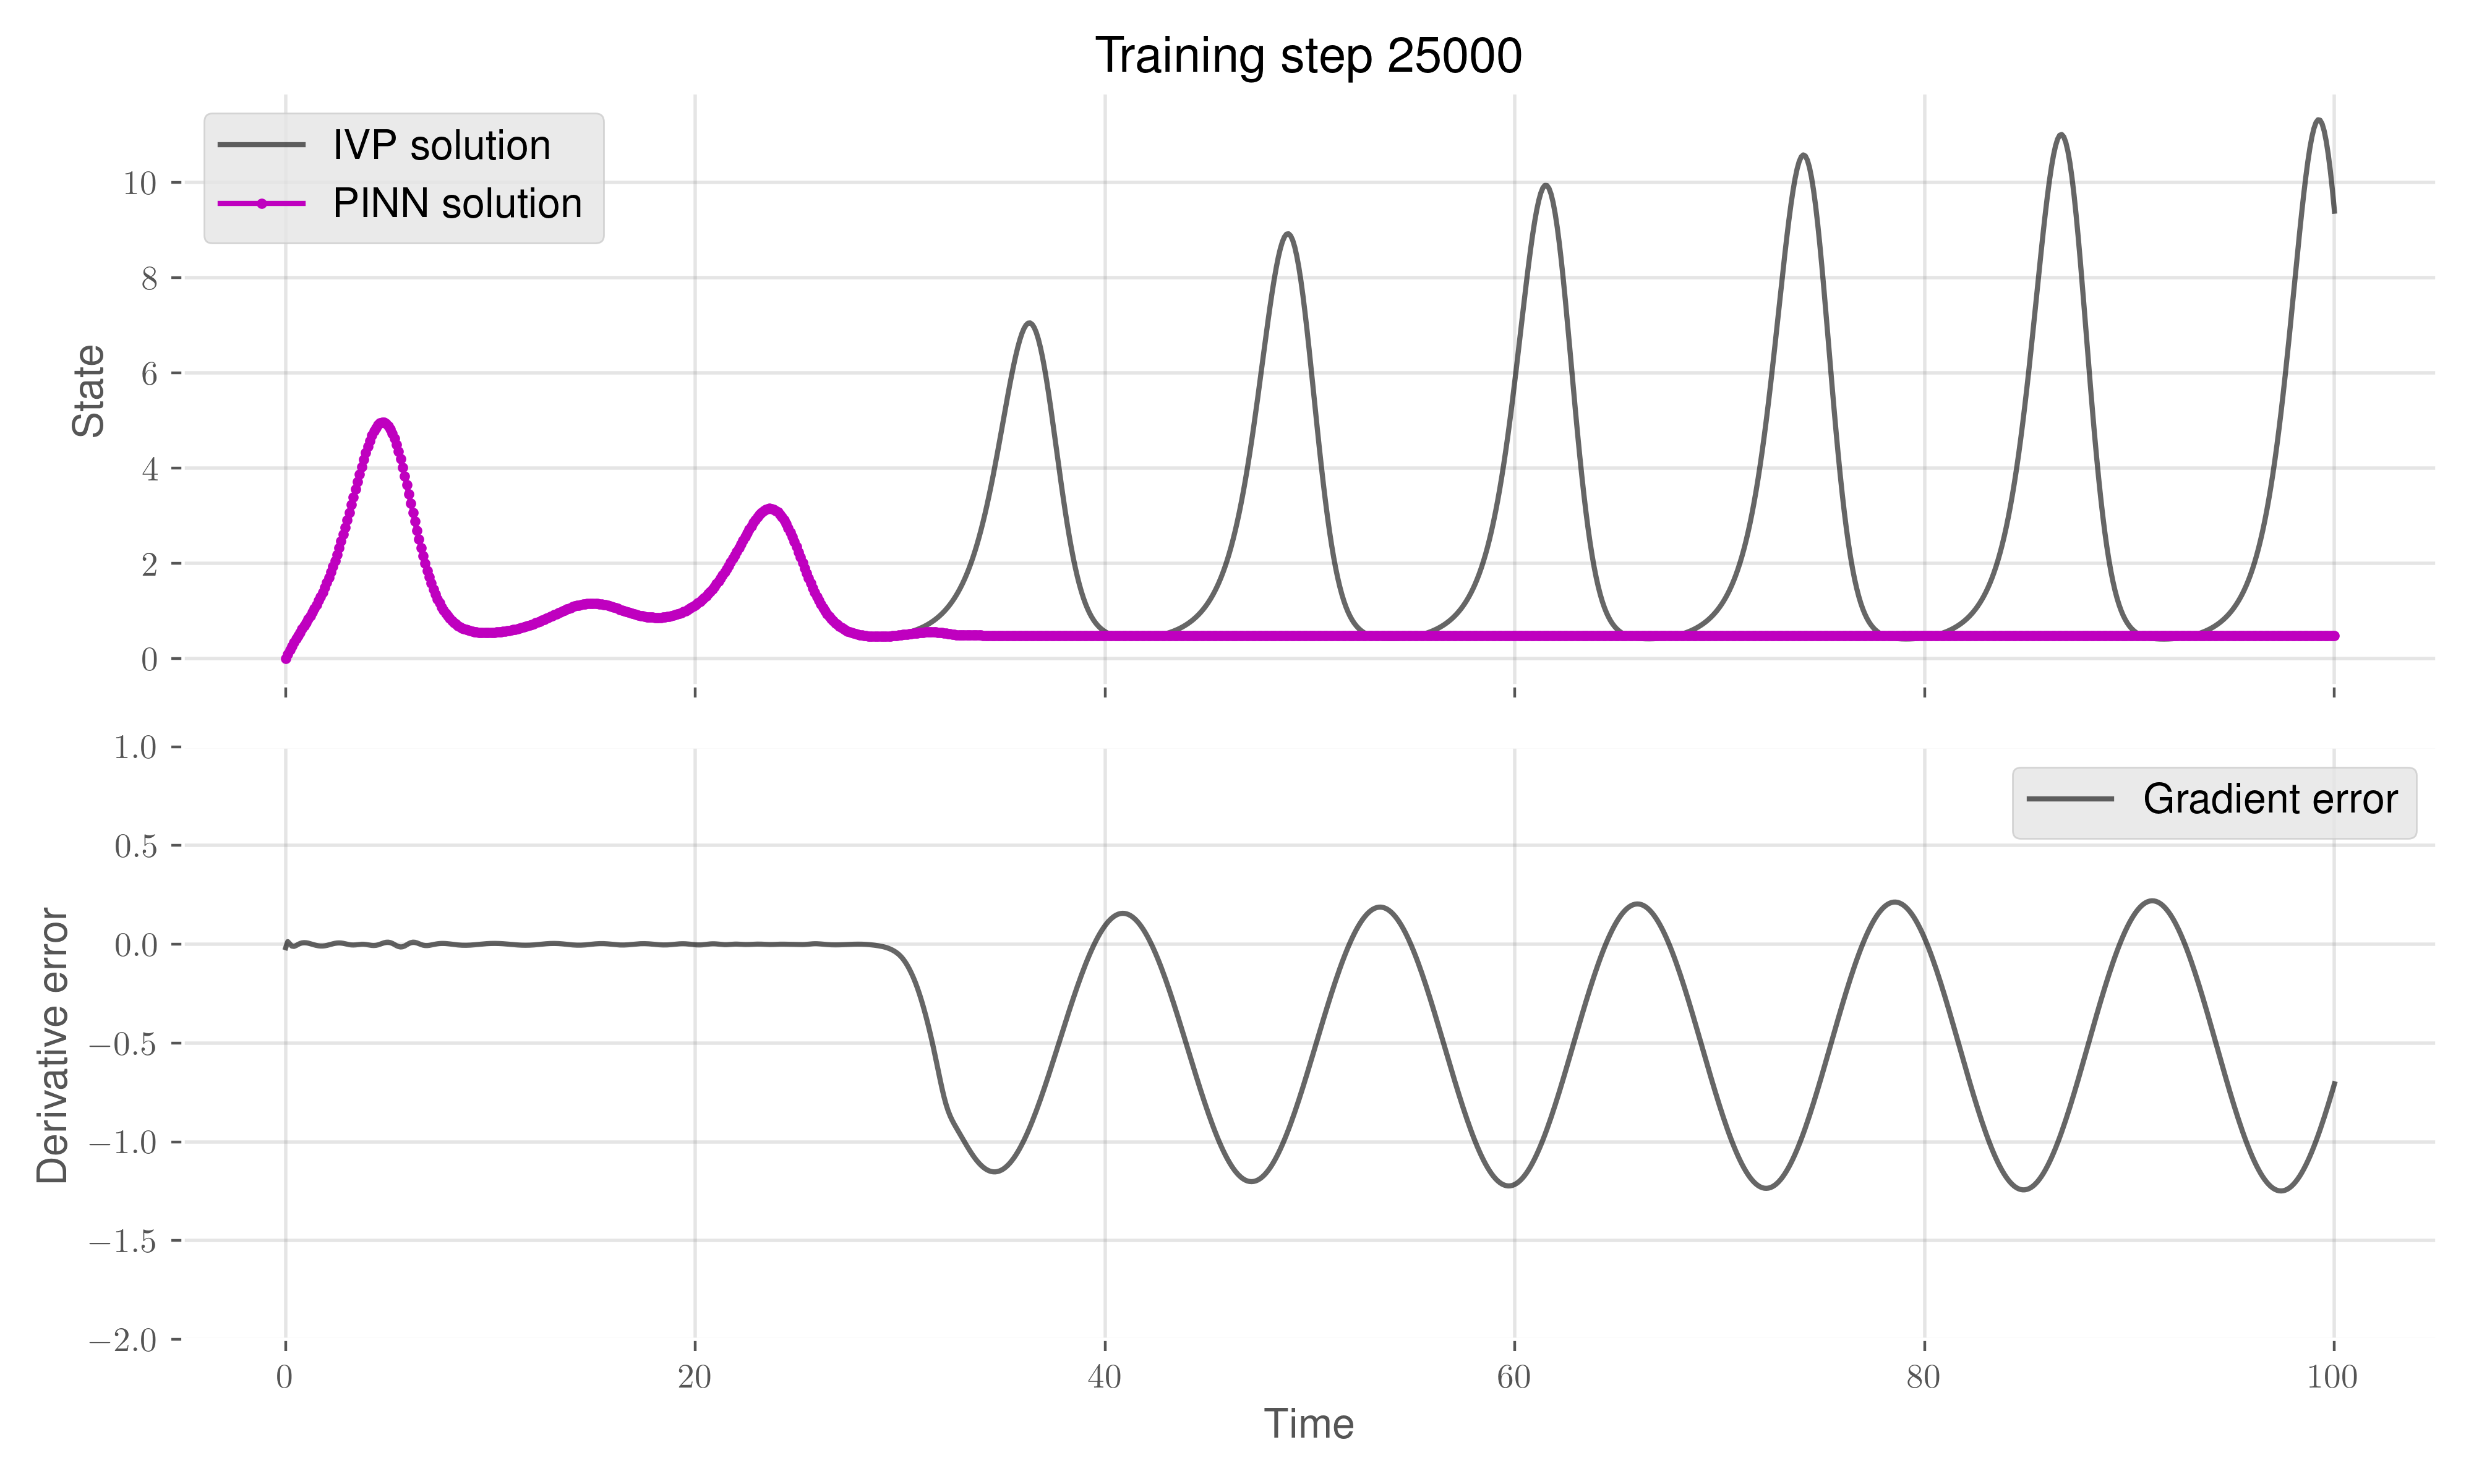 Training step 25000
IVP solution
PINN solution
10
8
6
4
2
0
State
1.0
0.5
0.0
−0.5
−1.0
−1.5
−2.0
Derivative error
Gradient error
0 20 40 60 80 100
Time